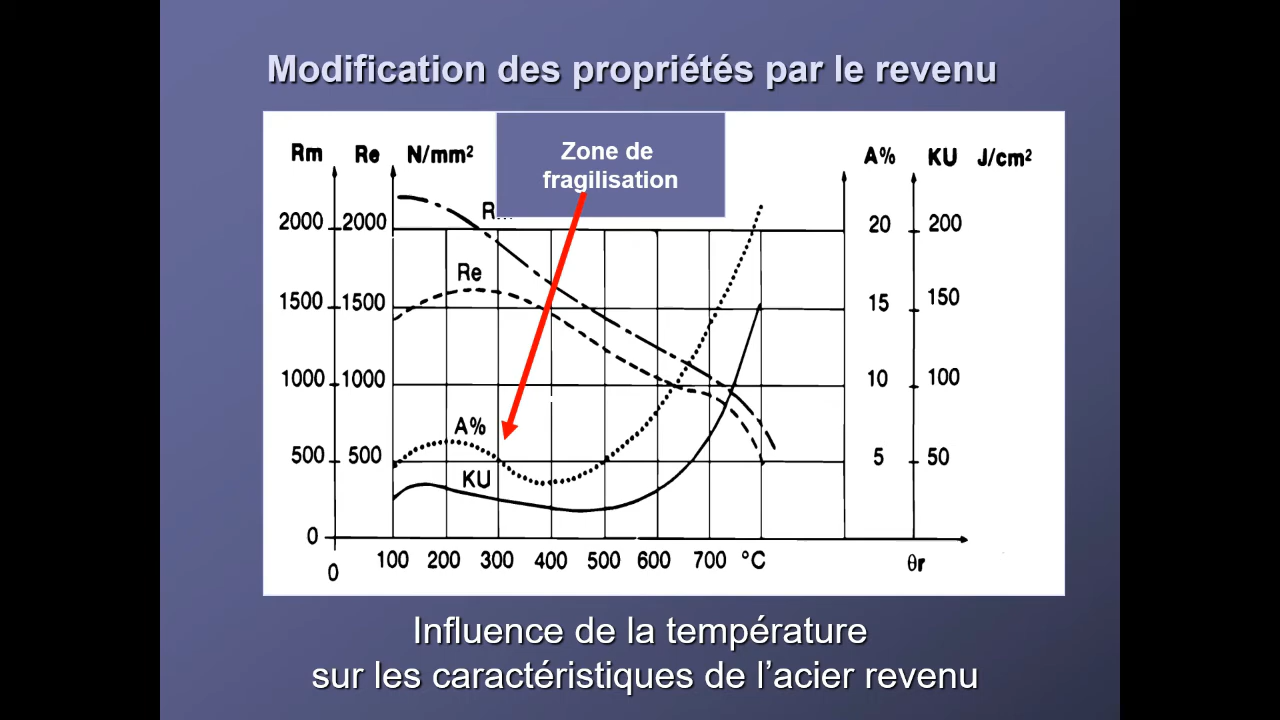 Modification des propriétés par le revenu
Zone de
fragilisation
Rm Re N/mm² A% KU J/cm²
2000 2000 20 200
Re
1500 1500 15 150
1000 1000 10 100
A%
500 500 5 50
KU
0
100 200 300 400 500 600 700 °C θr
0
Influence de la température
sur les caractéristiques de l’acier revenu